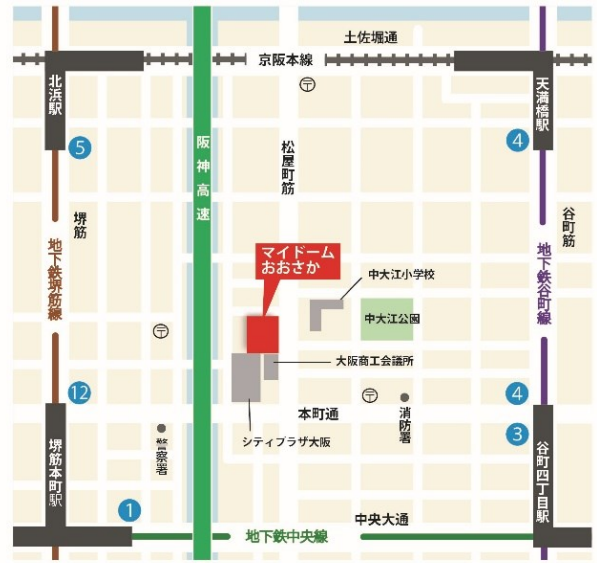 土佐堀通
京阪本線
北浜駅
天満橋駅
5
4
阪神高速
松屋町筋
堺筋
谷町筋
地下鉄堺筋線
地下鉄谷町線
マイドーム
おおさか
中大江小学校
中大江公園
大阪商工会議所
12
4
本町通
消防署
3
シティプラザ大阪
警察署
堺筋本町駅
谷町四丁目駅
1
中央大通
地下鉄中央線